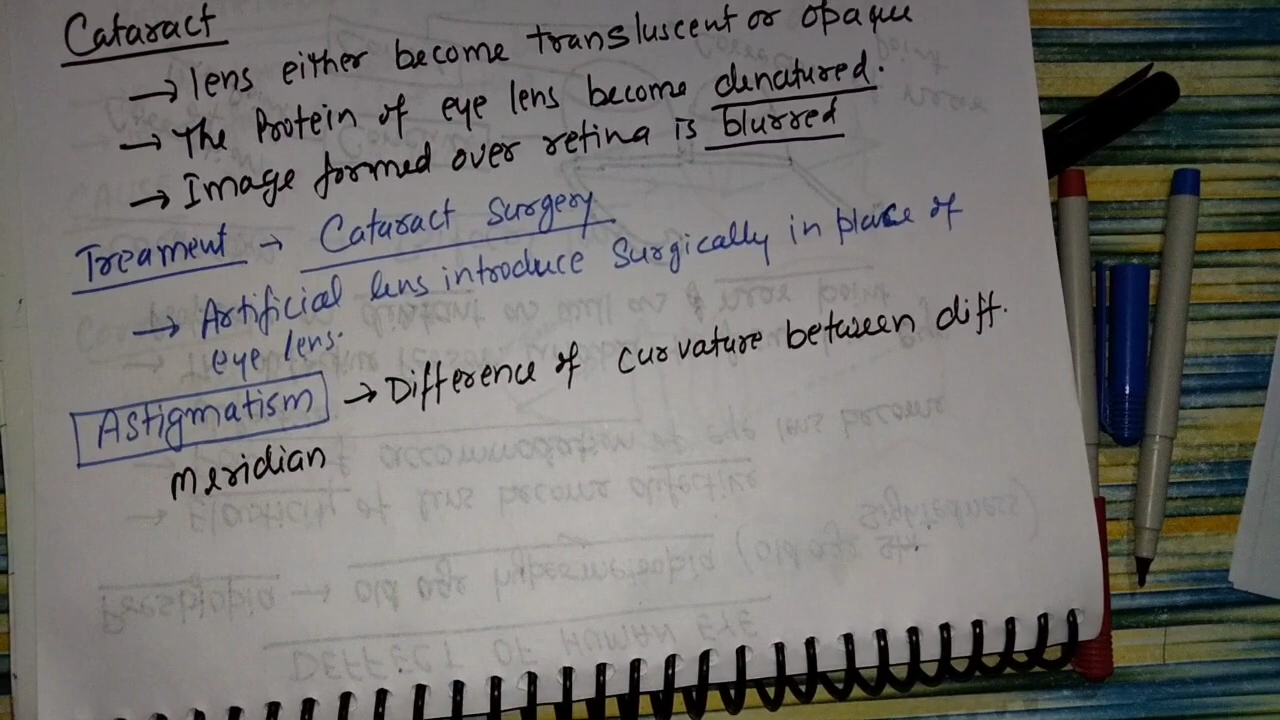 Cataract
→ lens either become transluscent or opaque
→ The Protein of eye lens become denatured.
→ Image formed over retina is blurred
Treament → Cataract Surgery
→ Artificial lens introduce Surgically in place of
eye lens.
Astigmatism → Difference of curvature between diff.
meridian